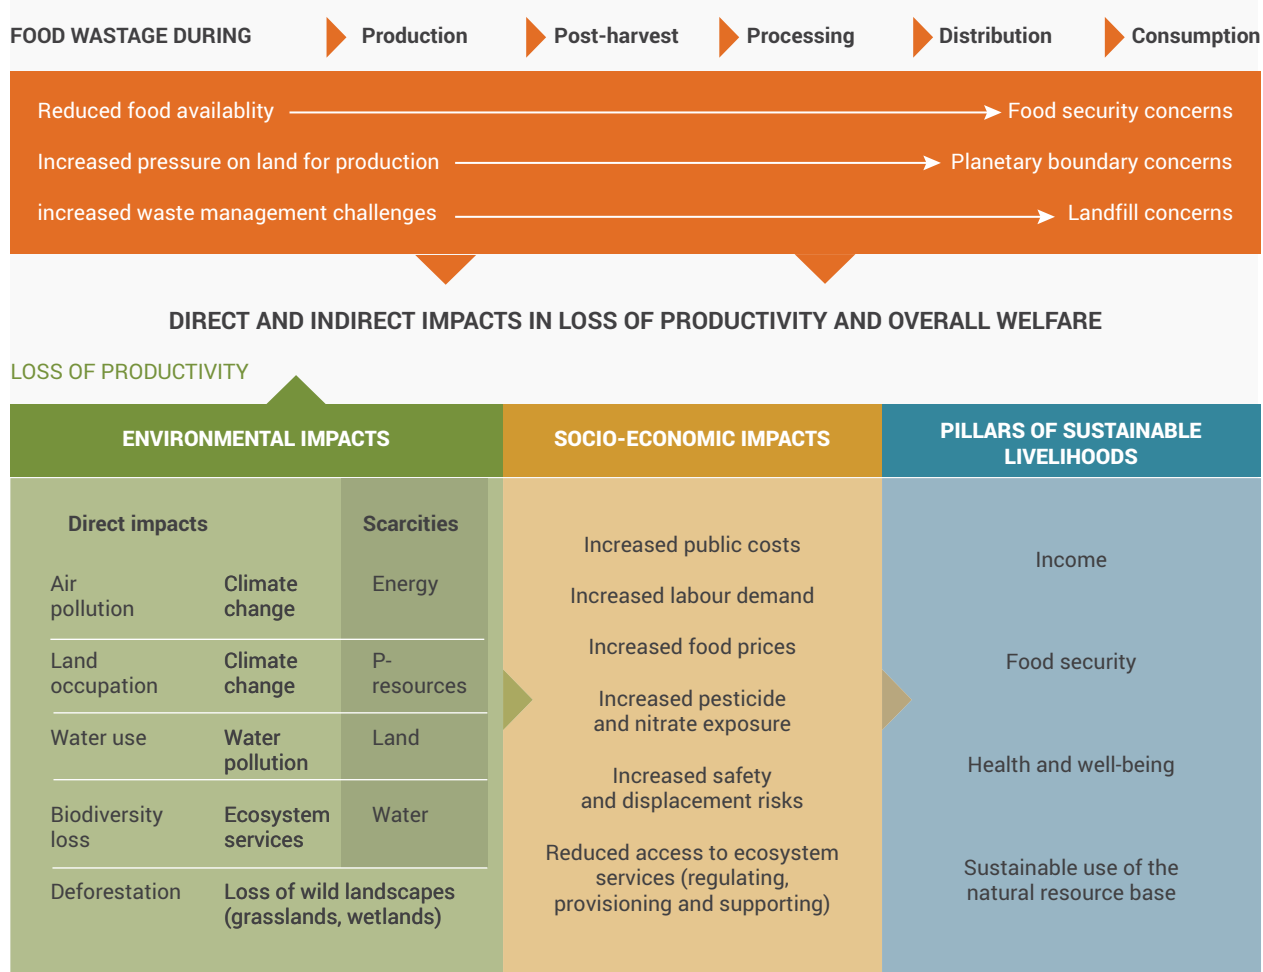 FOOD WASTAGE DURING Production Post-harvest Processing Distribution Consumption
Reduced food availablity Food security concerns
Increased pressure on land for production Planetary boundary concerns
increased waste management challenges Landfill concerns
DIRECT AND INDIRECT IMPACTS IN LOSS OF PRODUCTIVITY AND OVERALL WELFARE
LOSS OF PRODUCTIVITY
ENVIRONMENTAL IMPACTS
Direct impacts Scarcities
Air Climate Energy
pollution change
Land Climate P-
occupation change resources
Water use Water Land
pollution
Biodiversity Ecosystem Water
loss services
Deforestation Loss of wild landscapes
(grasslands, wetlands)
SOCIO-ECONOMIC IMPACTS
Increased public costs
Increased labour demand
Increased food prices
Increased pesticide
and nitrate exposure
Increased safety
and displacement risks
Reduced access to ecosystem
services (regulating,
provisioning and supporting)
PILLARS OF SUSTAINABLE
LIVELIHOODS
Income
Food security
Health and well-being
Sustainable use of the
natural resource base